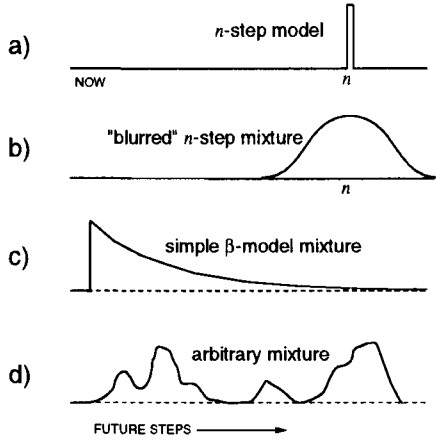 a)
n-step model
NOW
n
b)
"blurred" n-step mixture
n
c)
simple β-model mixture
d)
arbitrary mixture
FUTURE STEPS